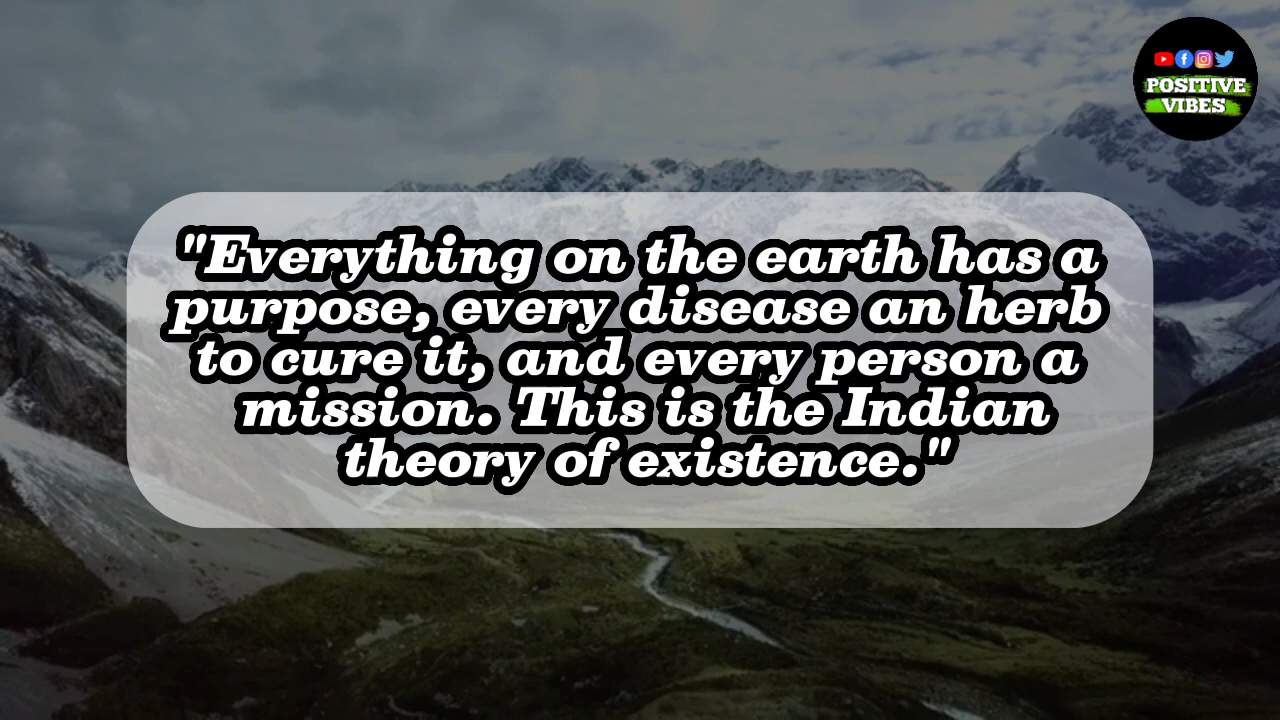 POSITIVE
VIBES
"Everything on the earth has a
purpose, every disease an herb
to cure it, and every person a
mission. This is the Indian
theory of existence."